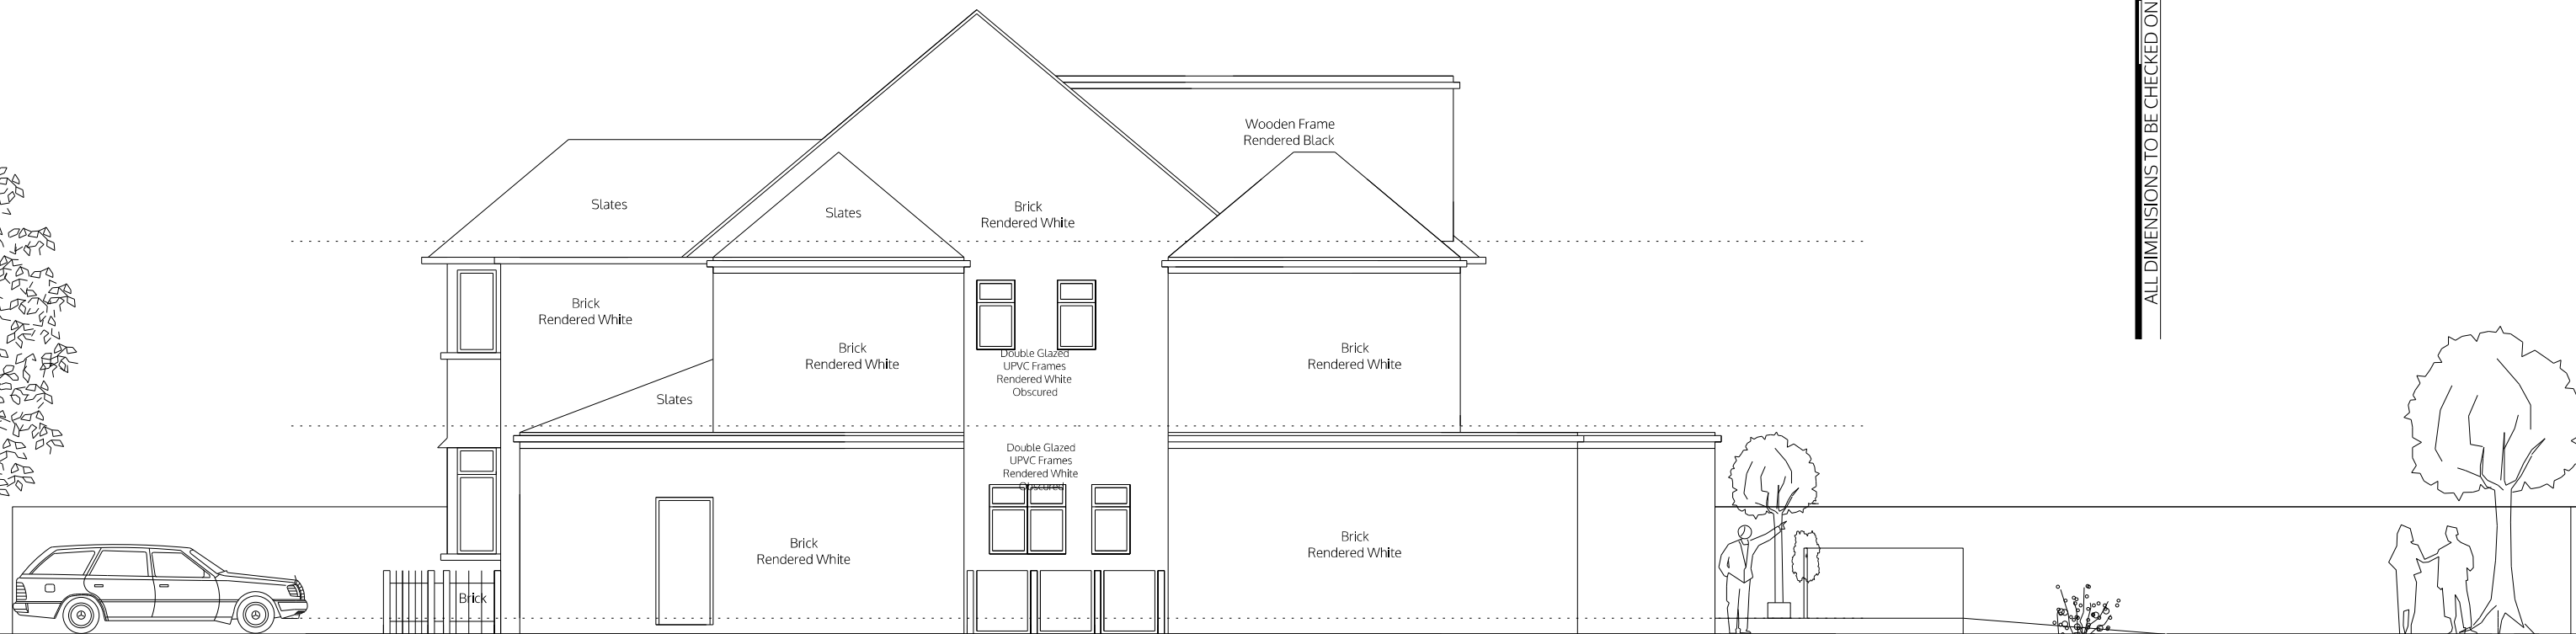 ALL DIMENSIONS TO BE CHECKED ON
Wooden Frame
Rendered Black
Slates
Slates
Brick
Rendered White
Brick
Rendered White
Brick
Rendered White
Double Glazed
UPVC Frames
Rendered White
Obscured
Brick
Rendered White
Slates
Double Glazed
UPVC Frames
Rendered White
Obscured
Brick
Rendered White
Brick
Rendered White
Brick